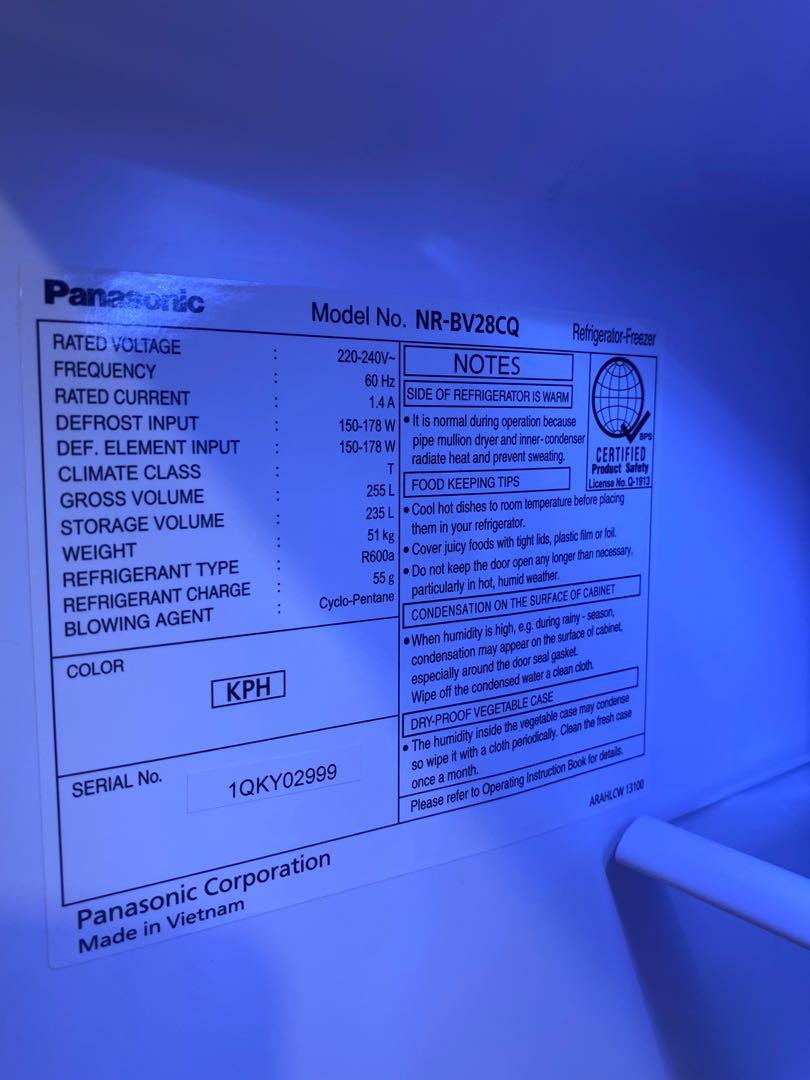 Panasonic
Model No. NR-BV28CQ
Refrigerator-Freezer
RATED VOLTAGE : 220-240V~
FREQUENCY : 60 Hz
RATED CURRENT : 1.4 A
DEFROST INPUT : 150-178 W
DEF. ELEMENT INPUT : 150-178 W
CLIMATE CLASS : T
GROSS VOLUME : 255 L
STORAGE VOLUME : 235 L
WEIGHT : 51 kg
REFRIGERANT TYPE : R600a
REFRIGERANT CHARGE : 55 g
BLOWING AGENT : Cyclo-Pentane
COLOR
KPH
SERIAL No.
1QKY02999
NOTES
SIDE OF REFRIGERATOR IS WARM
• It is normal during operation because
pipe mullion dryer and inner-condenser
radiate heat and prevent sweating.
BPS
CERTIFIED
Product Safety
License No. Q-1913
FOOD KEEPING TIPS
• Cool hot dishes to room temperature before placing
them in your refrigerator.
• Cover juicy foods with tight lids, plastic film or foil.
• Do not keep the door open any longer than necessary,
particularly in hot, humid weather.
CONDENSATION ON THE SURFACE OF CABINET
• When humidity is high, e.g. during rainy - season,
condensation may appear on the surface of cabinet,
especially around the door seal gasket.
Wipe off the condensed water a clean cloth.
DRY-PROOF VEGETABLE CASE
• The humidity inside the vegetable case may condense
so wipe it with a cloth periodically. Clean the fresh case
once a month.
Please refer to Operating Instruction Book for details.
ARAHLCW 13100
Panasonic Corporation
Made in Vietnam